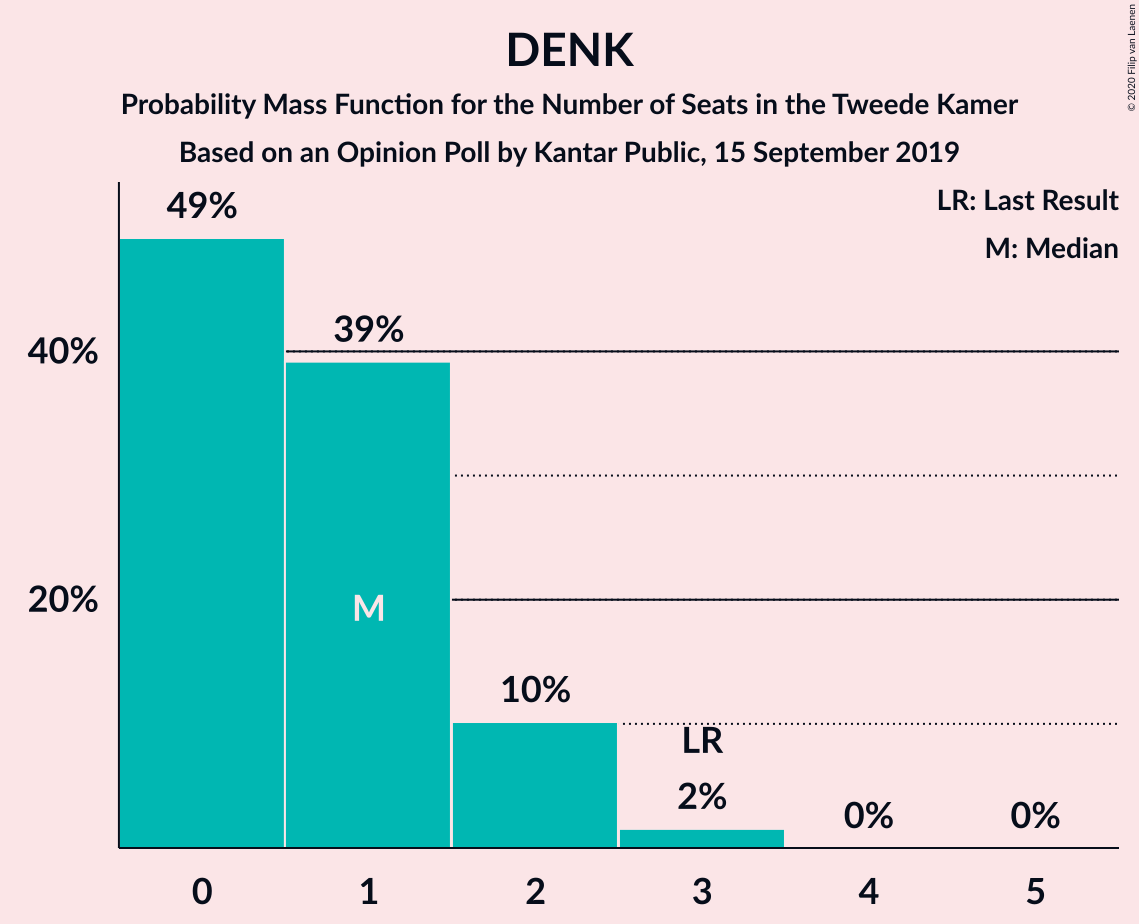 DENK
Probability Mass Function for the Number of Seats in the Tweede Kamer
Based on an Opinion Poll by Kantar Public, 15 September 2019
© 2020 Filip van Laenen
LR: Last Result
M: Median
49%
39%
40%
M
20%
10%
LR
2%
0%
0%
0 1 2 3 4 5